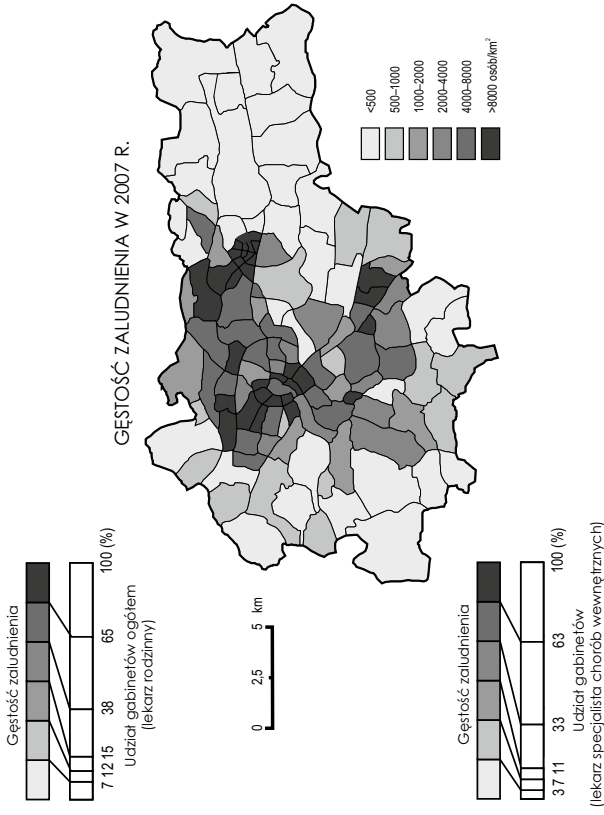 GĘSTOŚĆ ZALUDNIENIA W 2007 R.
<500
500–1000
1000–2000
2000–4000
4000–8000
>8000 osób/km²
Gęstość zaludnienia
7 12 15 38 65 100 (%)
Udział gabinetów ogółem
(lekarz rodzinny)
0 2,5 5 km
Gęstość zaludnienia
3 7 11 33 63 100 (%)
Udział gabinetów
(lekarz specjalista chorób wewnętrznych)